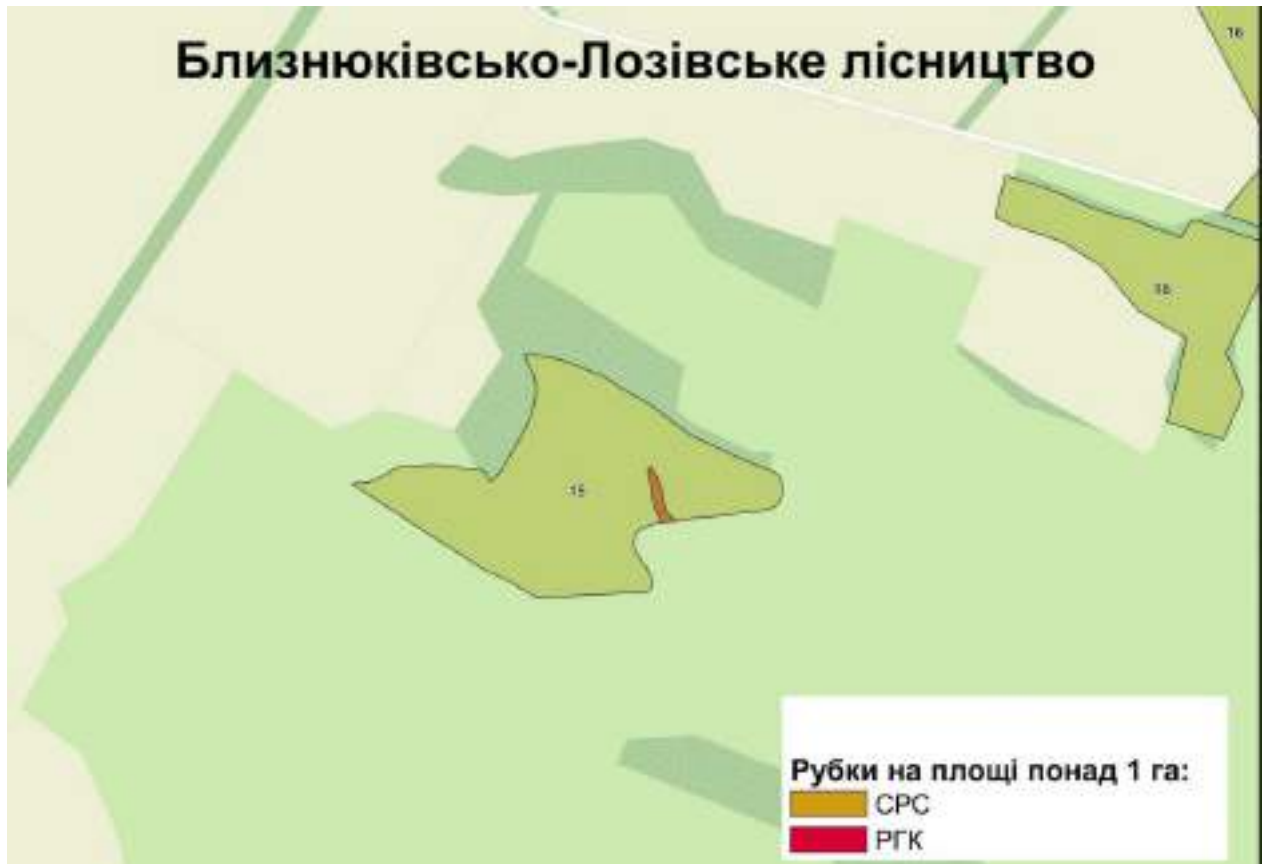 Близнюківсько-Лозівське лісництво
16
18
15
Рубки на площі понад 1 га:
СРС
РГК